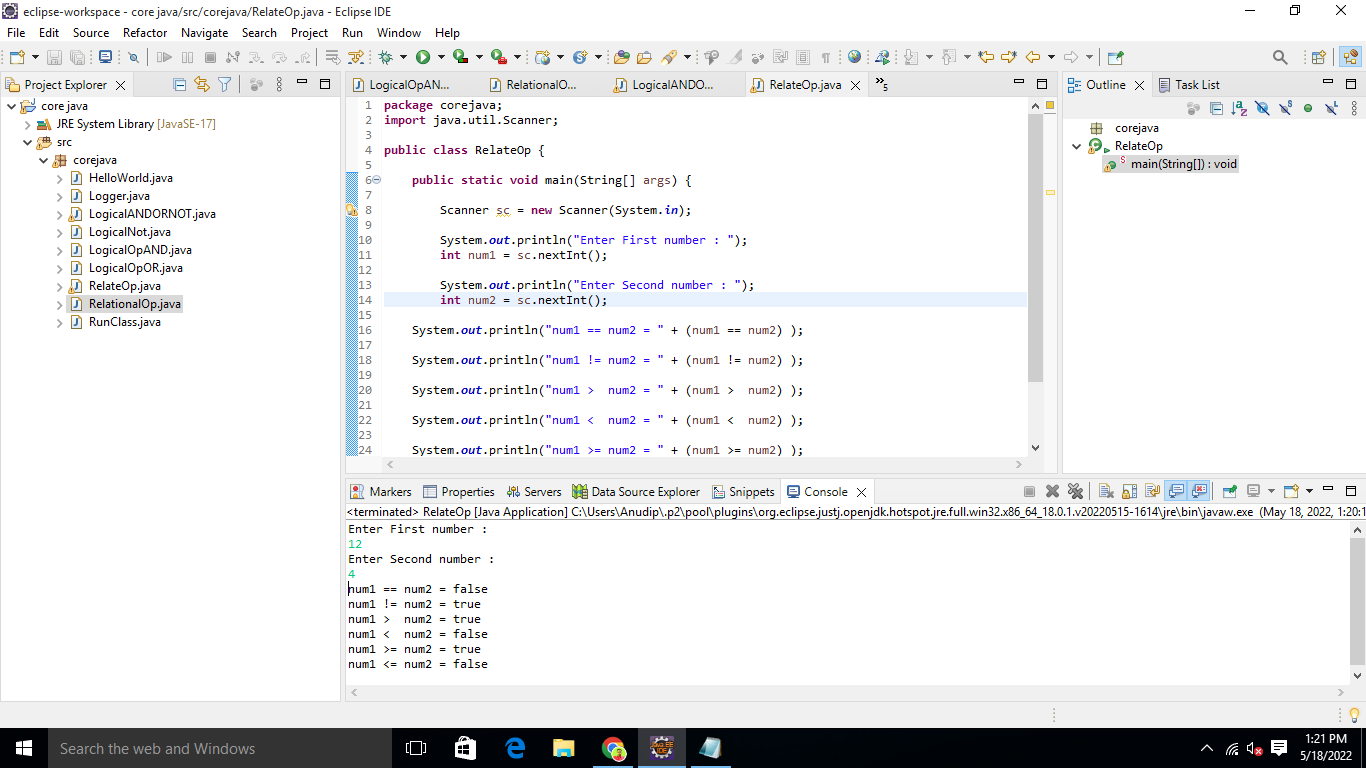 eclipse-workspace - core java/src/corejava/RelateOp.java - Eclipse IDE
File Edit Source Refactor Navigate Search Project Run Window Help
Project Explorer
core java
JRE System Library [JavaSE-17]
src
corejava
HelloWorld.java
Logger.java
LogicalANDORNOT.java
LogicalNot.java
LogicalOpAND.java
LogicalOpOR.java
RelateOp.java
RelationalOp.java
RunClass.java
LogicalOpAN... RelationalO... LogicalANDO... RelateOp.java »5
1 package corejava;
2 import java.util.Scanner;
3
4 public class RelateOp {
5
6 public static void main(String[] args) {
7
8 Scanner sc = new Scanner(System.in);
9
10 System.out.println("Enter First number : ");
11 int num1 = sc.nextInt();
12
13 System.out.println("Enter Second number : ");
14 int num2 = sc.nextInt();
15
16 System.out.println("num1 == num2 = " + (num1 == num2) );
17
18 System.out.println("num1 != num2 = " + (num1 != num2) );
19
20 System.out.println("num1 >  num2 = " + (num1 >  num2) );
21
22 System.out.println("num1 <  num2 = " + (num1 <  num2) );
23
24 System.out.println("num1 >= num2 = " + (num1 >= num2) );
Outline Task List
corejava
RelateOp
main(String[]) : void
Markers Properties Servers Data Source Explorer Snippets Console
<terminated> RelateOp [Java Application] C:\Users\Anudip\.p2\pool\plugins\org.eclipse.justj.openjdk.hotspot.jre.full.win32.x86_64_18.0.1.v20220515-1614\jre\bin\javaw.exe (May 18, 2022, 1:20:1
Enter First number :
12
Enter Second number :
4
num1 == num2 = false
num1 != num2 = true
num1 >  num2 = true
num1 <  num2 = false
num1 >= num2 = true
num1 <= num2 = false
Search the web and Windows
1:21 PM
5/18/2022